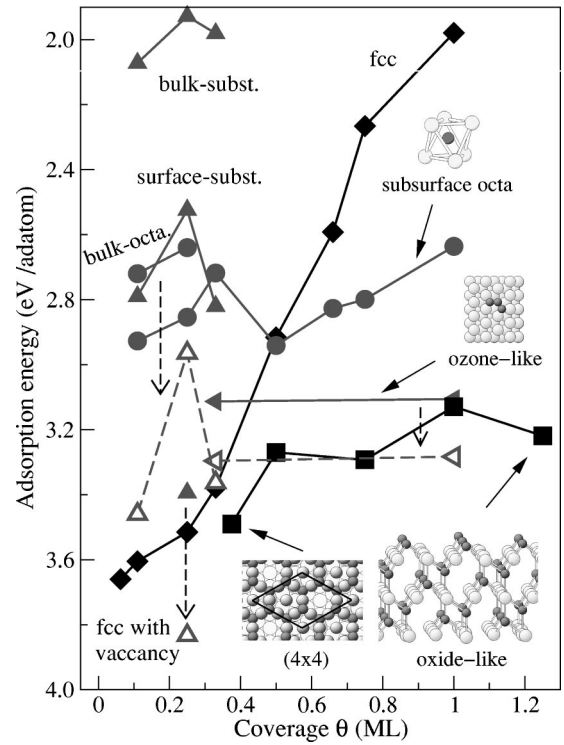 2.0
fcc
bulk-subst.
2.4
surface-subst.
subsurface octa
bulk-octa.
2.8
Adsorption energy (eV /adatom)
ozone-like
3.2
3.6
fcc with
vaccancy
(4x4)
oxide-like
4.0
0
0.2
0.4
0.6
0.8
1
1.2
Coverage θ (ML)